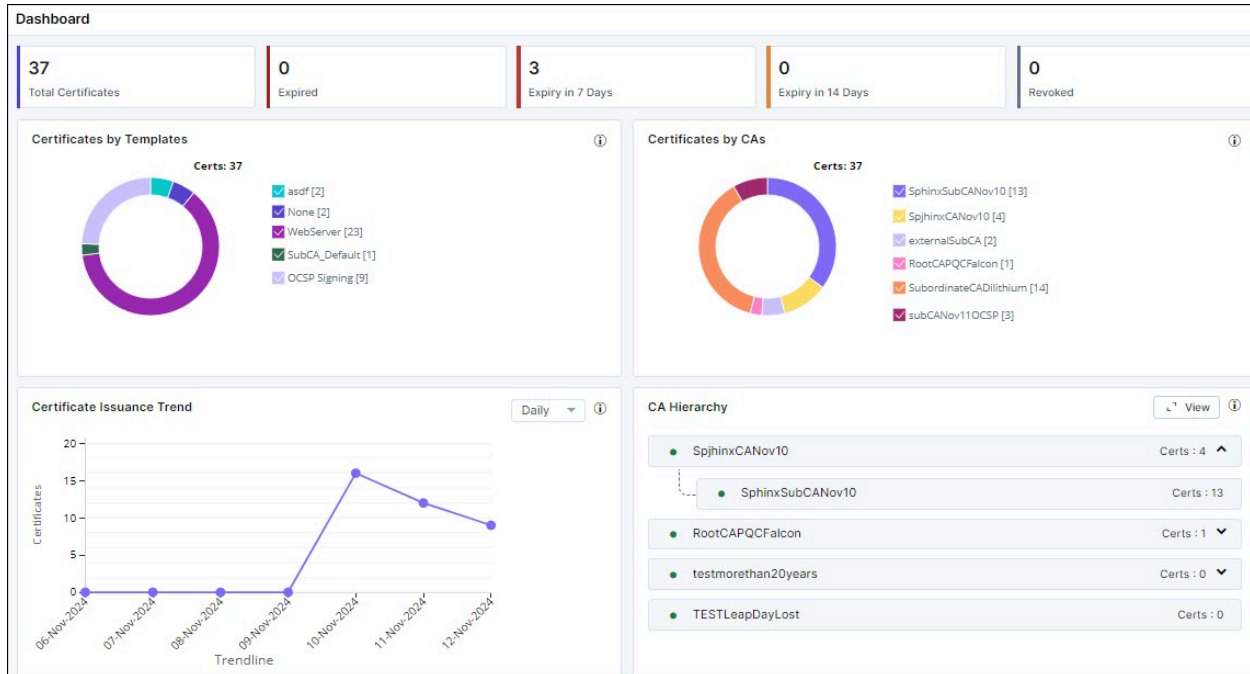 Dashboard
37
Total Certificates
0
Expired
3
Expiry in 7 Days
0
Expiry in 14 Days
0
Revoked
Certificates by Templates
Certs: 37
asdf [2]
None [2]
WebServer [23]
SubCA_Default [1]
OCSP Signing [9]
Certificates by CAs
Certs: 37
SphinxSubCANov10 [13]
SpjhinxCANov10 [4]
externalSubCA [2]
RootCAPQCFalcon [1]
SubordinateCADilithium [14]
subCANov11OCSP [3]
Certificate Issuance Trend
Daily
Certificates
20
15
10
5
0
06-Nov-2024
07-Nov-2024
08-Nov-2024
09-Nov-2024
10-Nov-2024
11-Nov-2024
12-Nov-2024
Trendline
CA Hierarchy
View
SpjhinxCANov10 Certs : 4
SphinxSubCANov10 Certs : 13
RootCAPQCFalcon Certs : 1
testmorethan20years Certs : 0
TESTLeapDayLost Certs : 0